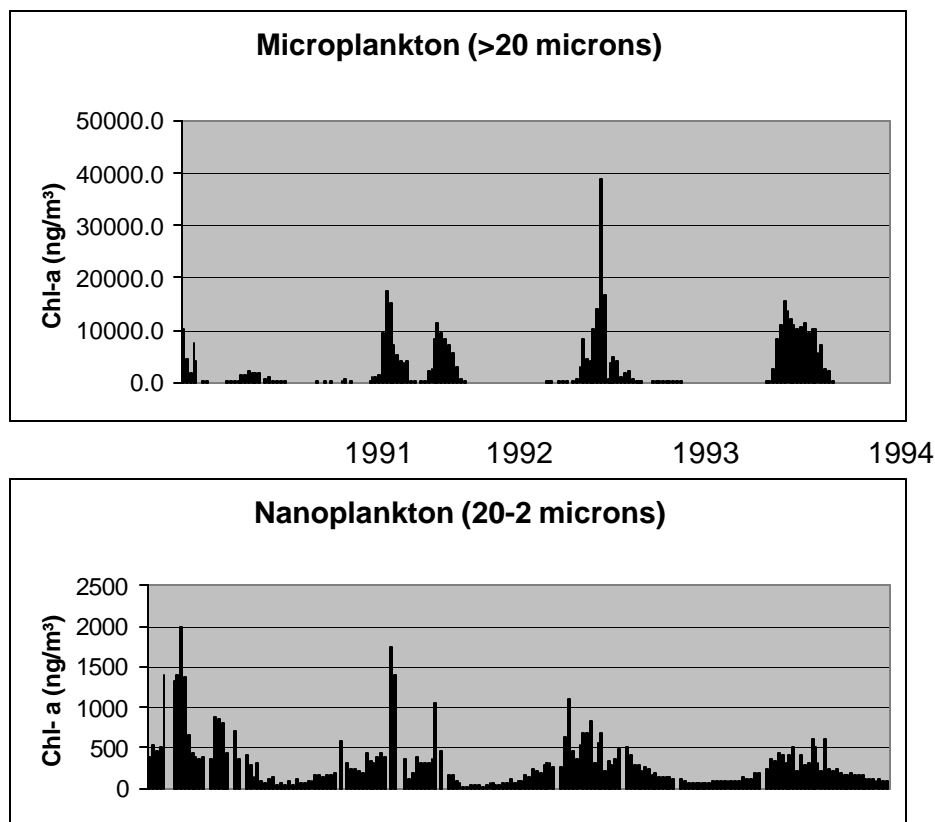 Microplankton (>20 microns)
50000.0
40000.0
30000.0
20000.0
10000.0
0.0
Chl-a (ng/m³)
1991 1992 1993 1994
Nanoplankton (20-2 microns)
2500
2000
1500
1000
500
0
Chl- a (ng/m³)